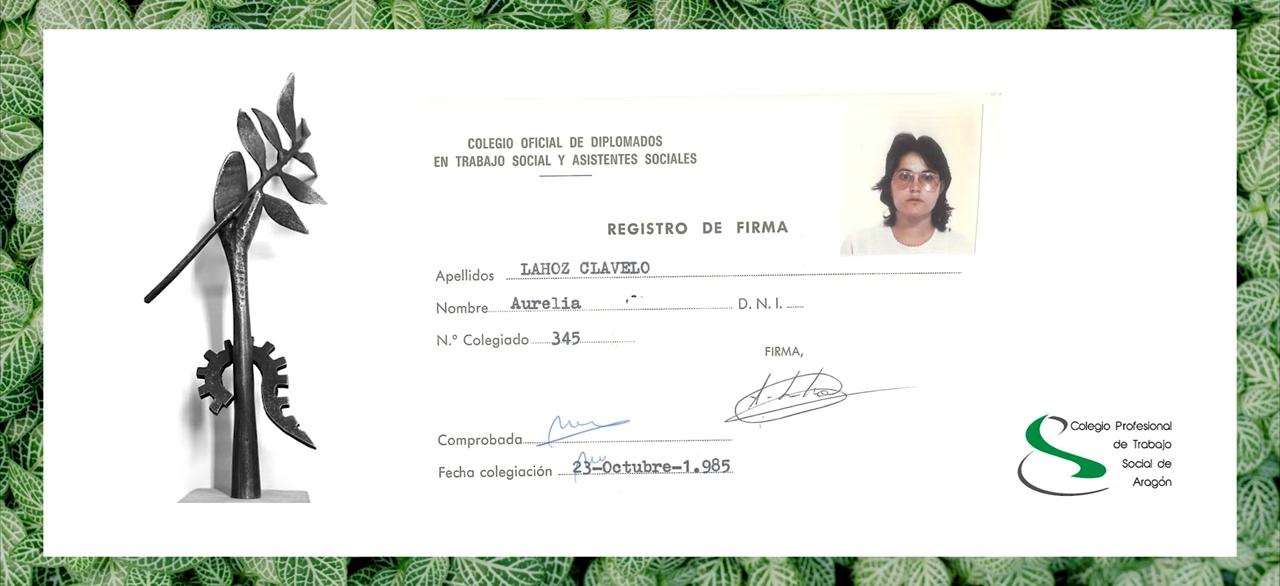 COLEGIO OFICIAL DE DIPLOMADOS
EN TRABAJO SOCIAL Y ASISTENTES SOCIALES
REGISTRO DE FIRMA
Apellidos LAHOZ CLAVELO
Nombre Aurelia D. N. I.
N.º Colegiado 345
FIRMA,
Comprobada
Fecha colegiación 23-Octubre-1.985
Colegio Profesional
de Trabajo
Social de
Aragón